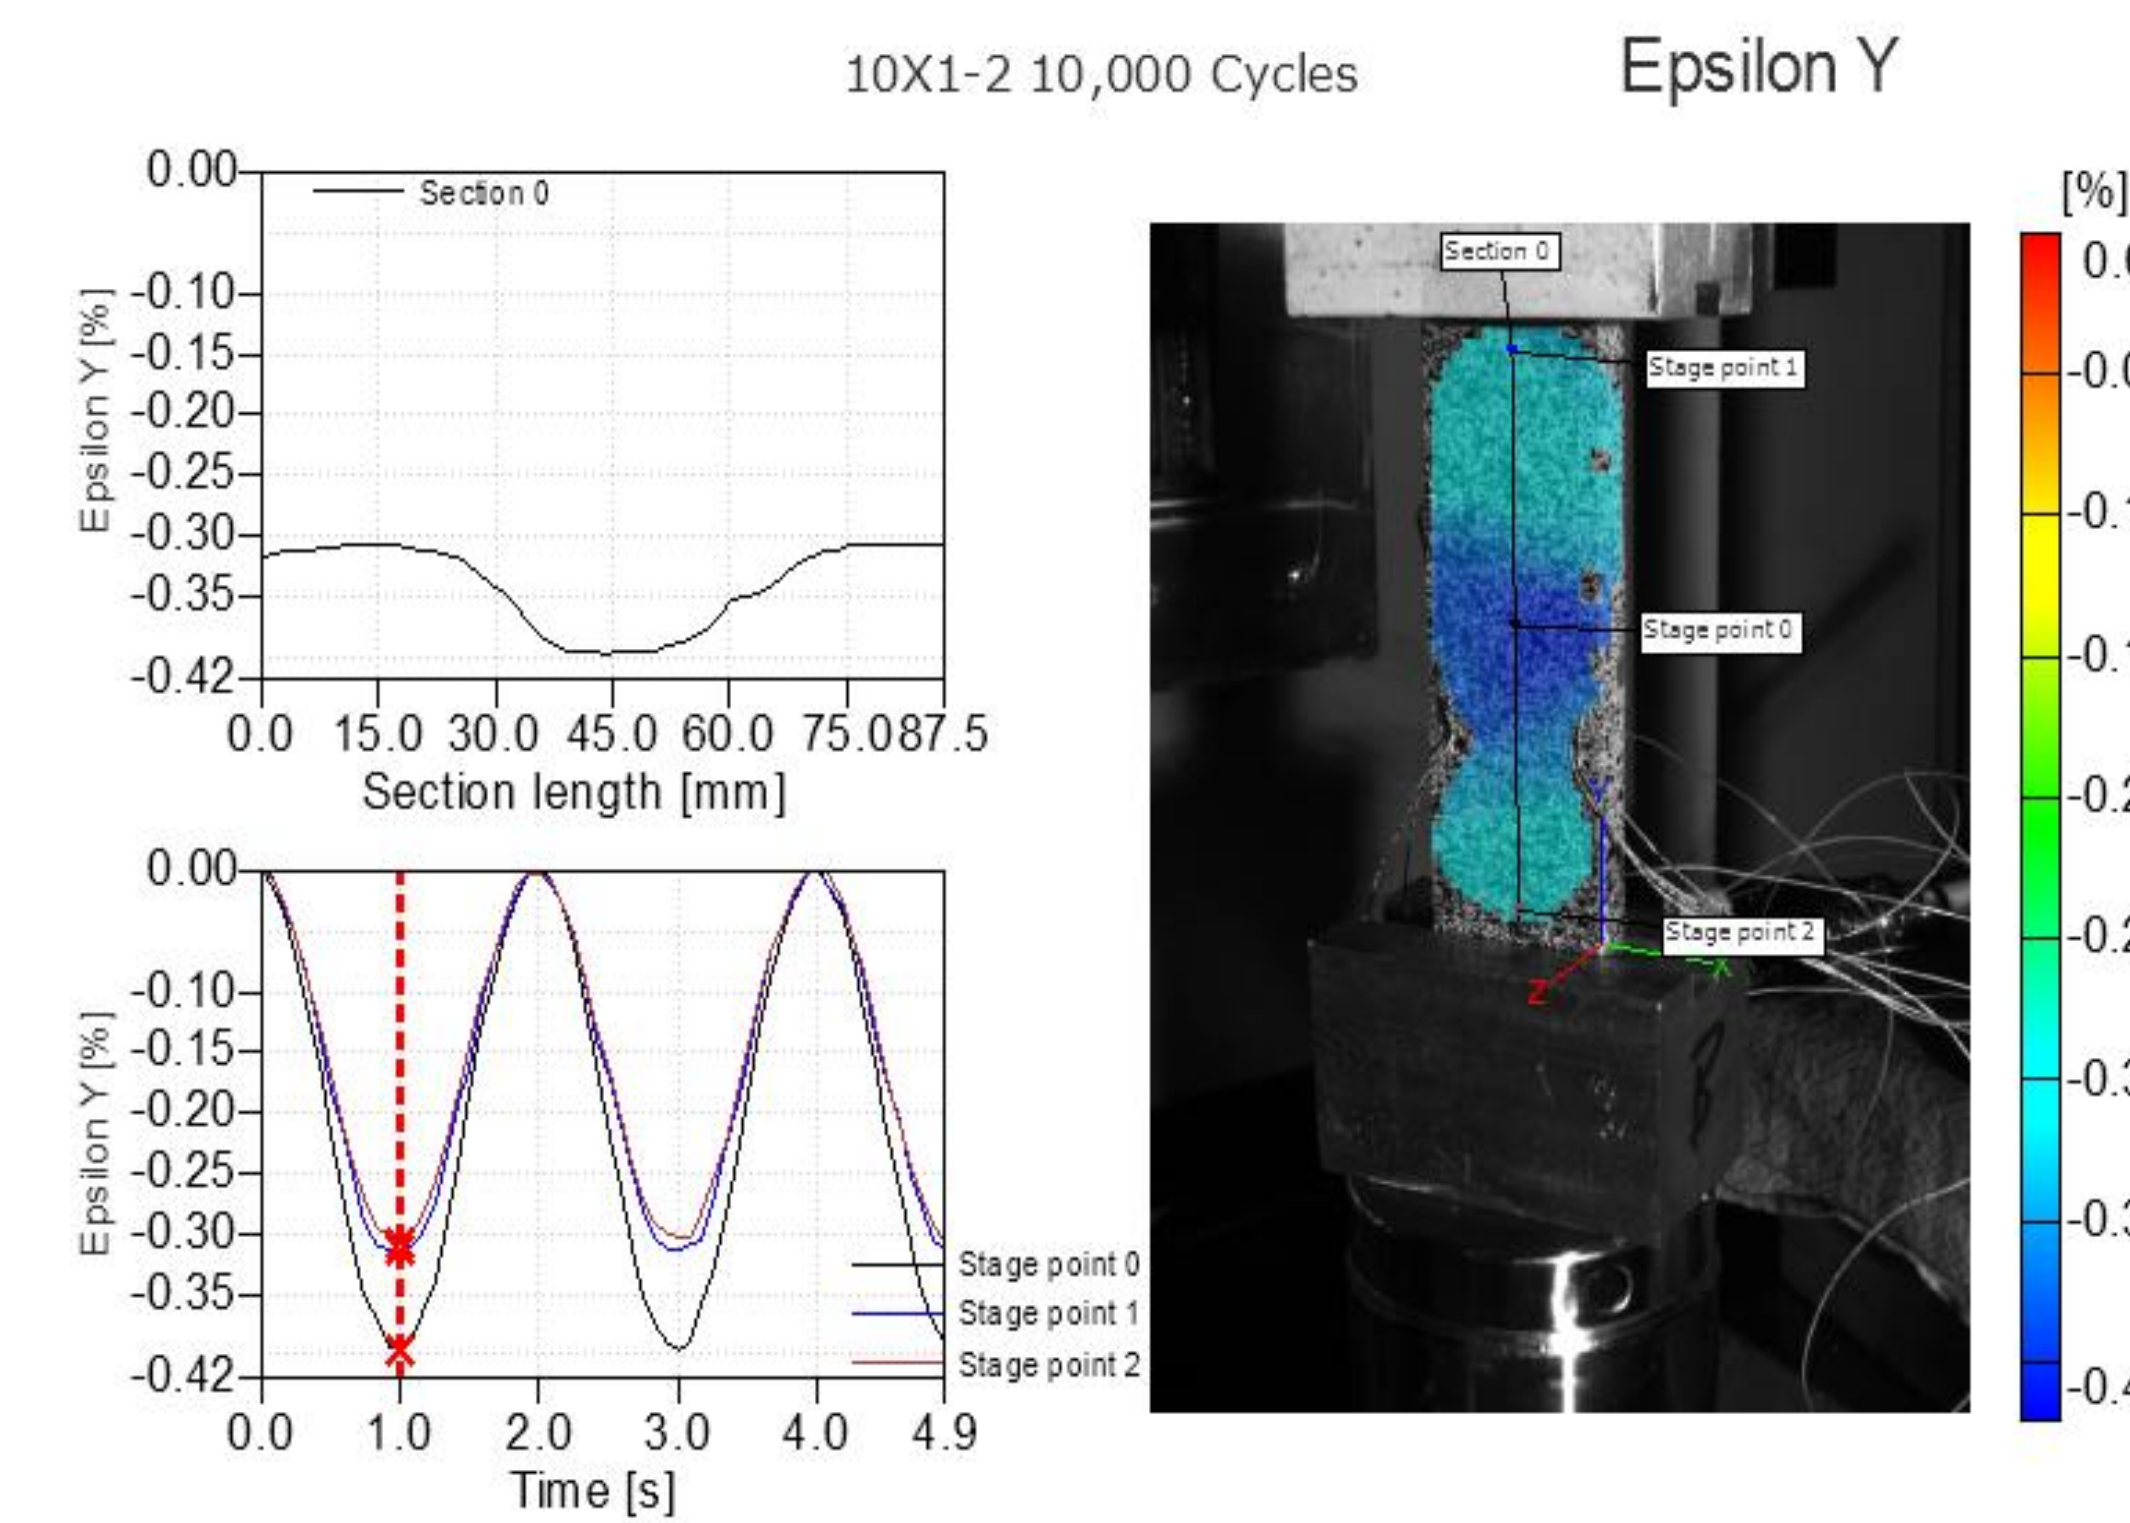 10X1-2 10,000 Cycles
Epsilon Y
0.00
-0.10
-0.15
-0.20
-0.25
-0.30
-0.35
-0.42
Epsilon Y [%]
Section 0
0.0 15.0 30.0 45.0 60.0 75.0 87.5
Section length [mm]
0.00
-0.10
-0.15
-0.20
-0.25
-0.30
-0.35
-0.42
Epsilon Y [%]
Stage point 0
Stage point 1
Stage point 2
0.0 1.0 2.0 3.0 4.0 4.9
Time [s]
Section 0
Stage point 1
Stage point 0
Stage point 2
Y
X
Z
[%]